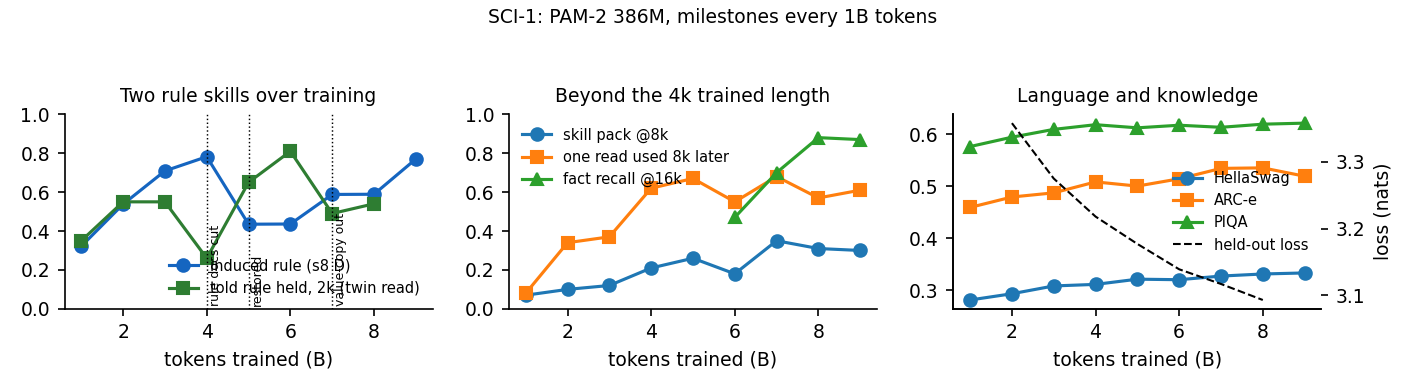 SCI-1: PAM-2 386M, milestones every 1B tokens
Two rule skills over training
1.0
0.8
0.6
0.4
0.2
0.0
2
4
6
8
tokens trained (B)
induced rule (s8 U)
told rule held, 2k (twin read)
restored
value-copy out
Beyond the 4k trained length
1.0
0.8
0.6
0.4
0.2
0.0
2
4
6
8
tokens trained (B)
skill pack @8k
one read used 8k later
fact recall @16k
Language and knowledge
0.6
0.5
0.4
0.3
2
4
6
8
tokens trained (B)
3.3
3.2
3.1
loss (nats)
HellaSwag
ARC-e
PIQA
held-out loss